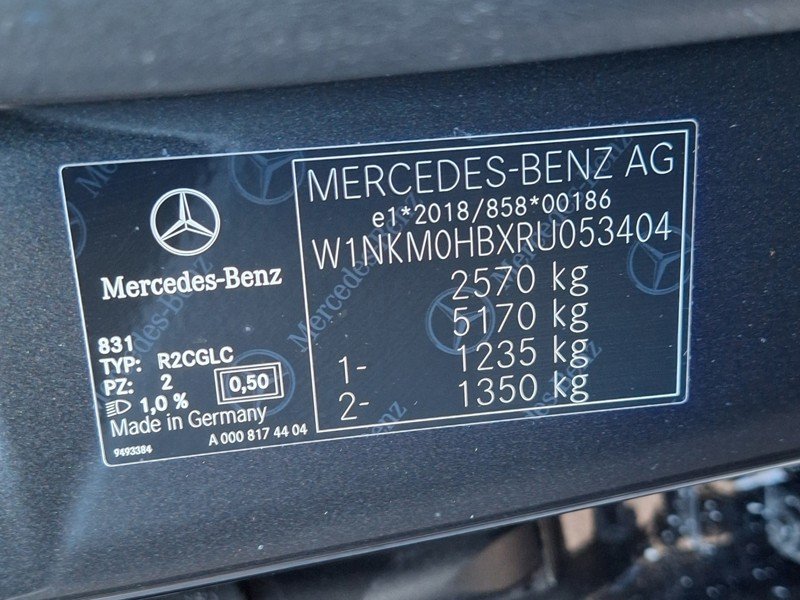 MERCEDES-BENZ AG
e1*2018/858*00186
W1NKM0HBXRU053404
2570 kg
5170 kg
1- 1235 kg
2- 1350 kg
Mercedes-Benz
831
TYP: R2CGLC
PZ: 2
0,50
1,0 %
Made in Germany
A 000 817 44 04
9493384